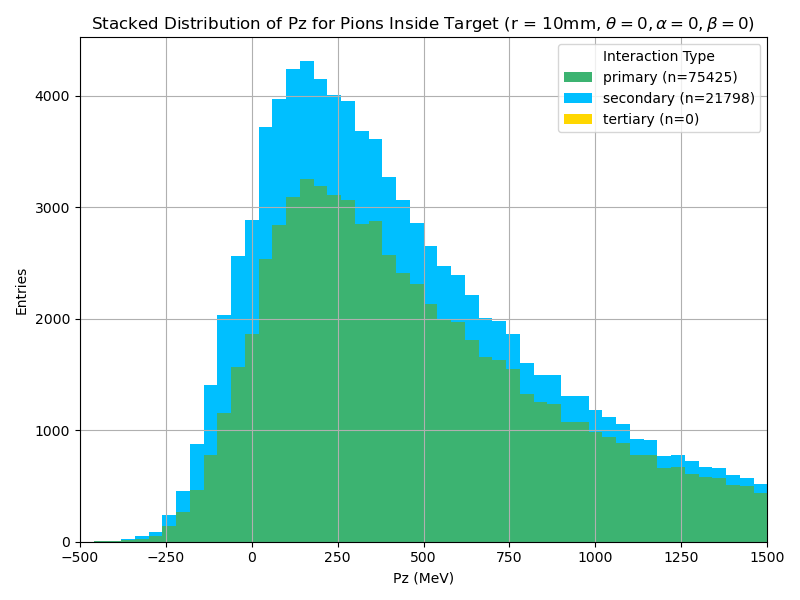 Stacked Distribution of Pz for Pions Inside Target (r = 10mm, θ = 0, α = 0, β = 0)
Interaction Type
primary (n=75425)
secondary (n=21798)
tertiary (n=0)
Entries
4000
3000
2000
1000
0
−500 −250 0 250 500 750 1000 1250 1500
Pz (MeV)